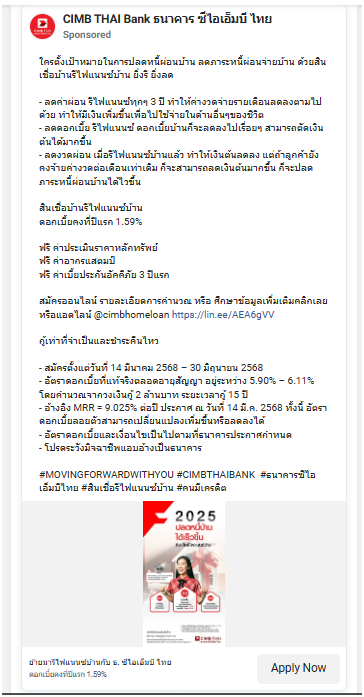 CIMB THAI Bank ธนาคาร ซีไอเอ็มบี ไทย
Sponsored
ใครตั้งเป้าหมายในการปลดหนี้ผ่อนบ้าน ลดภาระหนี้ผ่อนจ่ายบ้าน ด้วยสิน
เชื่อบ้านรีไฟแนนซ์บ้าน ยิ่งรี ยิ่งลด
- ลดค่าผ่อน รีไฟแนนซ์ทุกๆ 3 ปี ทำให้ค่างวดจ่ายรายเดือนลดลงตามไป
ด้วย ทำให้มีเงินเพิ่มขึ้นเพื่อไปใช้จ่ายในด้านอื่นๆของชีวิต
- ลดดอกเบี้ย รีไฟแนนซ์ ดอกเบี้ยบ้านก็จะลดลงไปเรื่อยๆ สามารถตัดเงิน
ต้นได้มากขึ้น
- ลดงวดผ่อน เมื่อรีไฟแนนซ์บ้านแล้ว ทำให้เงินต้นลดลง แต่ถ้าลูกค้ายัง
คงจ่ายค่างวดต่อเดือนเท่าเดิม ก็จะสามารถลดเงินต้นมากขึ้น ก็จะปลด
ภาระหนี้ผ่อนบ้านได้ไวขึ้น
สินเชื่อบ้านรีไฟแนนซ์บ้าน
ดอกเบี้ยคงที่ปีแรก 1.59%
ฟรี ค่าประเมินราคาหลักทรัพย์
ฟรี ค่าอากรแสตมป์
ฟรี ค่าเบี้ยประกันอัคคีภัย 3 ปีแรก
สมัครออนไลน์ รายละเอียดการคำนวณ หรือ ศึกษาข้อมูลเพิ่มเติมคลิกเลย
หรือแอดไลน์ @cimbhomeloan https://lin.ee/AEA6gVV
กู้เท่าที่จำเป็นและชำระคืนไหว
- สมัครตั้งแต่วันที่ 14 มีนาคม 2568 – 30 มิถุนายน 2568
- อัตราดอกเบี้ยที่แท้จริงตลอดอายุสัญญา อยู่ระหว่าง 5.90% – 6.11%
โดยคำนวณจากวงเงินกู้ 2 ล้านบาท ระยะเวลากู้ 15 ปี
- อ้างอิง MRR = 9.025% ต่อปี ประกาศ ณ วันที่ 14 มี.ค. 2568 ทั้งนี้ อัตรา
ดอกเบี้ยลอยตัวสามารถเปลี่ยนแปลงเพิ่มขึ้นหรือลดลงได้
- อัตราดอกเบี้ยและเงื่อนไขเป็นไปตามที่ธนาคารประกาศกำหนด
- โปรดระวังมิจฉาชีพแอบอ้างเป็นธนาคาร
#MOVINGFORWARDWITHYOU #CIMBTHAIBANK #ธนาคารซีไอ
เอ็มบีไทย #สินเชื่อรีไฟแนนซ์บ้าน #คนมีเครดิต
2025
ปลดหนี้บ้าน
ได้เร็วขึ้น
CIMB THAI
ย้ายมารีไฟแนนซ์บ้านกับ ธ. ซีไอเอ็มบี ไทย
ดอกเบี้ยคงที่ปีแรก 1.59%
Apply Now